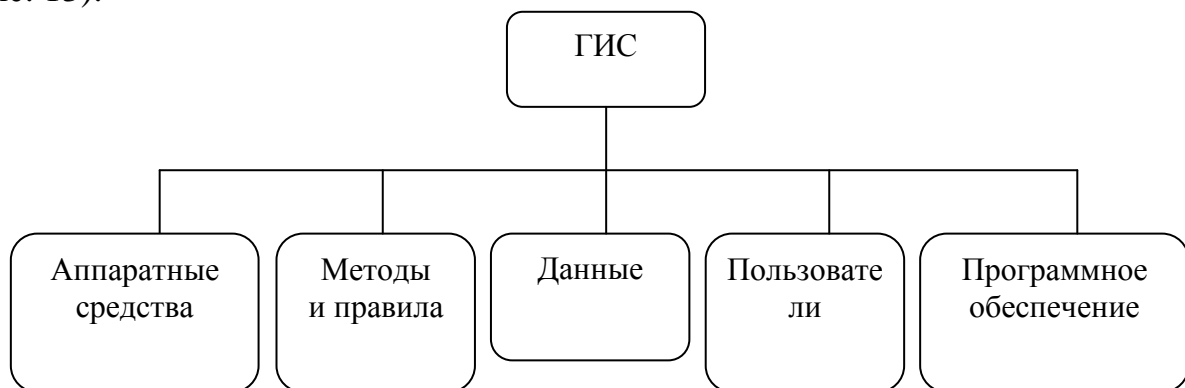 ГИС
Аппаратные
средства
Методы
и правила
Данные
Пользовате
ли
Программное
обеспечение